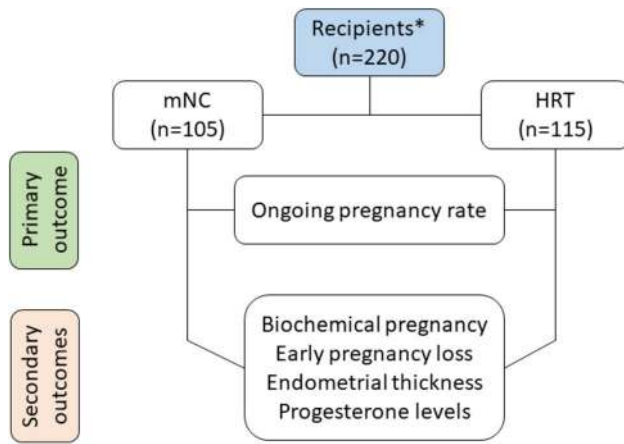 Recipients*
(n=220)
mNC
(n=105)
HRT
(n=115)
Primary
outcome
Ongoing pregnancy rate
Secondary
outcomes
Biochemical pregnancy
Early pregnancy loss
Endometrial thickness
Progesterone levels